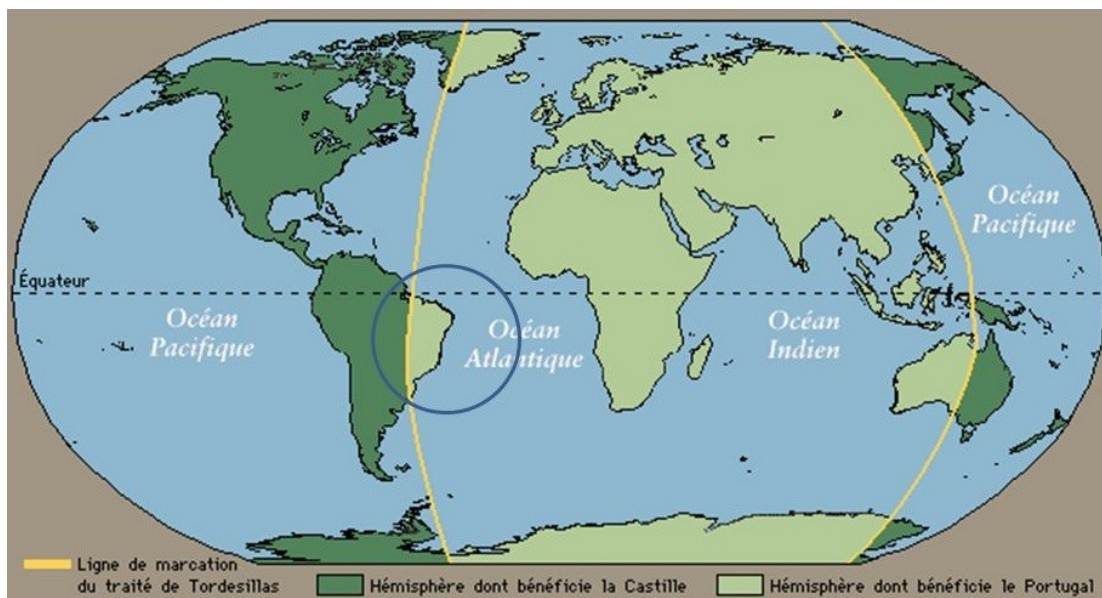 Océan
Pacifique
Équateur
Océan
Pacifique
Océan
Atlantique
Océan
Indien
Ligne de marcation
du traité de Tordesillas
Hémisphère dont bénéficie la Castille
Hémisphère dont bénéficie le Portugal